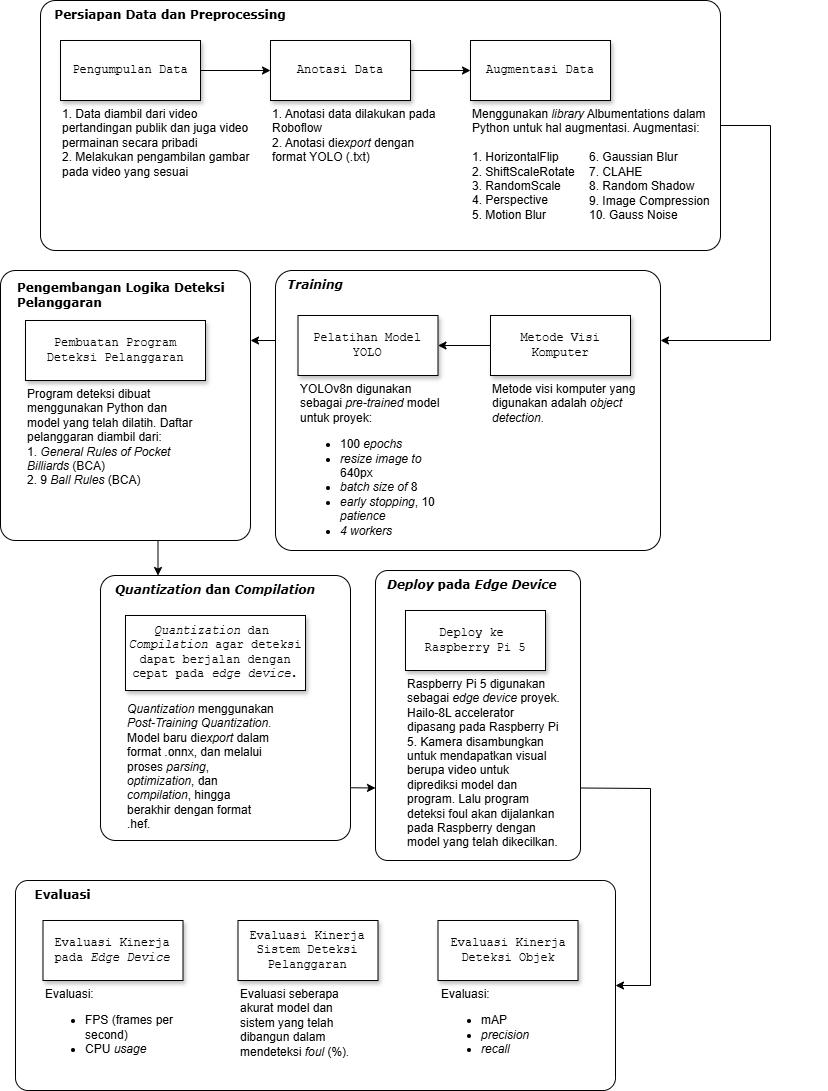 Persiapan Data dan Preprocessing
Pengumpulan Data
1. Data diambil dari video
pertandingan publik dan juga video
permainan secara pribadi
2. Melakukan pengambilan gambar
pada video yang sesuai
Anotasi Data
1. Anotasi data dilakukan pada
Roboflow
2. Anotasi diexport dengan
format YOLO (.txt)
Augmentasi Data
Menggunakan library Albumentations dalam
Python untuk hal augmentasi. Augmentasi:
1. HorizontalFlip
2. ShiftScaleRotate
3. RandomScale
4. Perspective
5. Motion Blur
6. Gaussian Blur
7. CLAHE
8. Random Shadow
9. Image Compression
10. Gauss Noise
Training
Metode Visi
Komputer
Metode visi komputer yang
digunakan adalah object
detection.
Pelatihan Model
YOLO
YOLOv8n digunakan
sebagai pre-trained model
untuk proyek:
• 100 epochs
• resize image to
640px
• batch size of 8
• early stopping, 10
patience
• 4 workers
Pengembangan Logika Deteksi
Pelanggaran
Pembuatan Program
Deteksi Pelanggaran
Program deteksi dibuat
menggunakan Python dan
model yang telah dilatih. Daftar
pelanggaran diambil dari:
1. General Rules of Pocket
Billiards (BCA)
2. 9 Ball Rules (BCA)
Quantization dan Compilation
Quantization dan
Compilation agar deteksi
dapat berjalan dengan
cepat pada edge device.
Quantization menggunakan
Post-Training Quantization.
Model baru diexport dalam
format .onnx, dan melalui
proses parsing,
optimization, dan
compilation, hingga
berakhir dengan format
.hef.
Deploy pada Edge Device
Deploy ke
Raspberry Pi 5
Raspberry Pi 5 digunakan
sebagai edge device proyek.
Hailo-8L accelerator
dipasang pada Raspberry Pi
5. Kamera disambungkan
untuk mendapatkan visual
berupa video untuk
diprediksi model dan
program. Lalu program
deteksi foul akan dijalankan
pada Raspberry dengan
model yang telah dikecilkan.
Evaluasi
Evaluasi Kinerja
pada Edge Device
Evaluasi:
• FPS (frames per
second)
• CPU usage
Evaluasi Kinerja
Sistem Deteksi
Pelanggaran
Evaluasi seberapa
akurat model dan
sistem yang telah
dibangun dalam
mendeteksi foul (%).
Evaluasi Kinerja
Deteksi Objek
Evaluasi:
• mAP
• precision
• recall